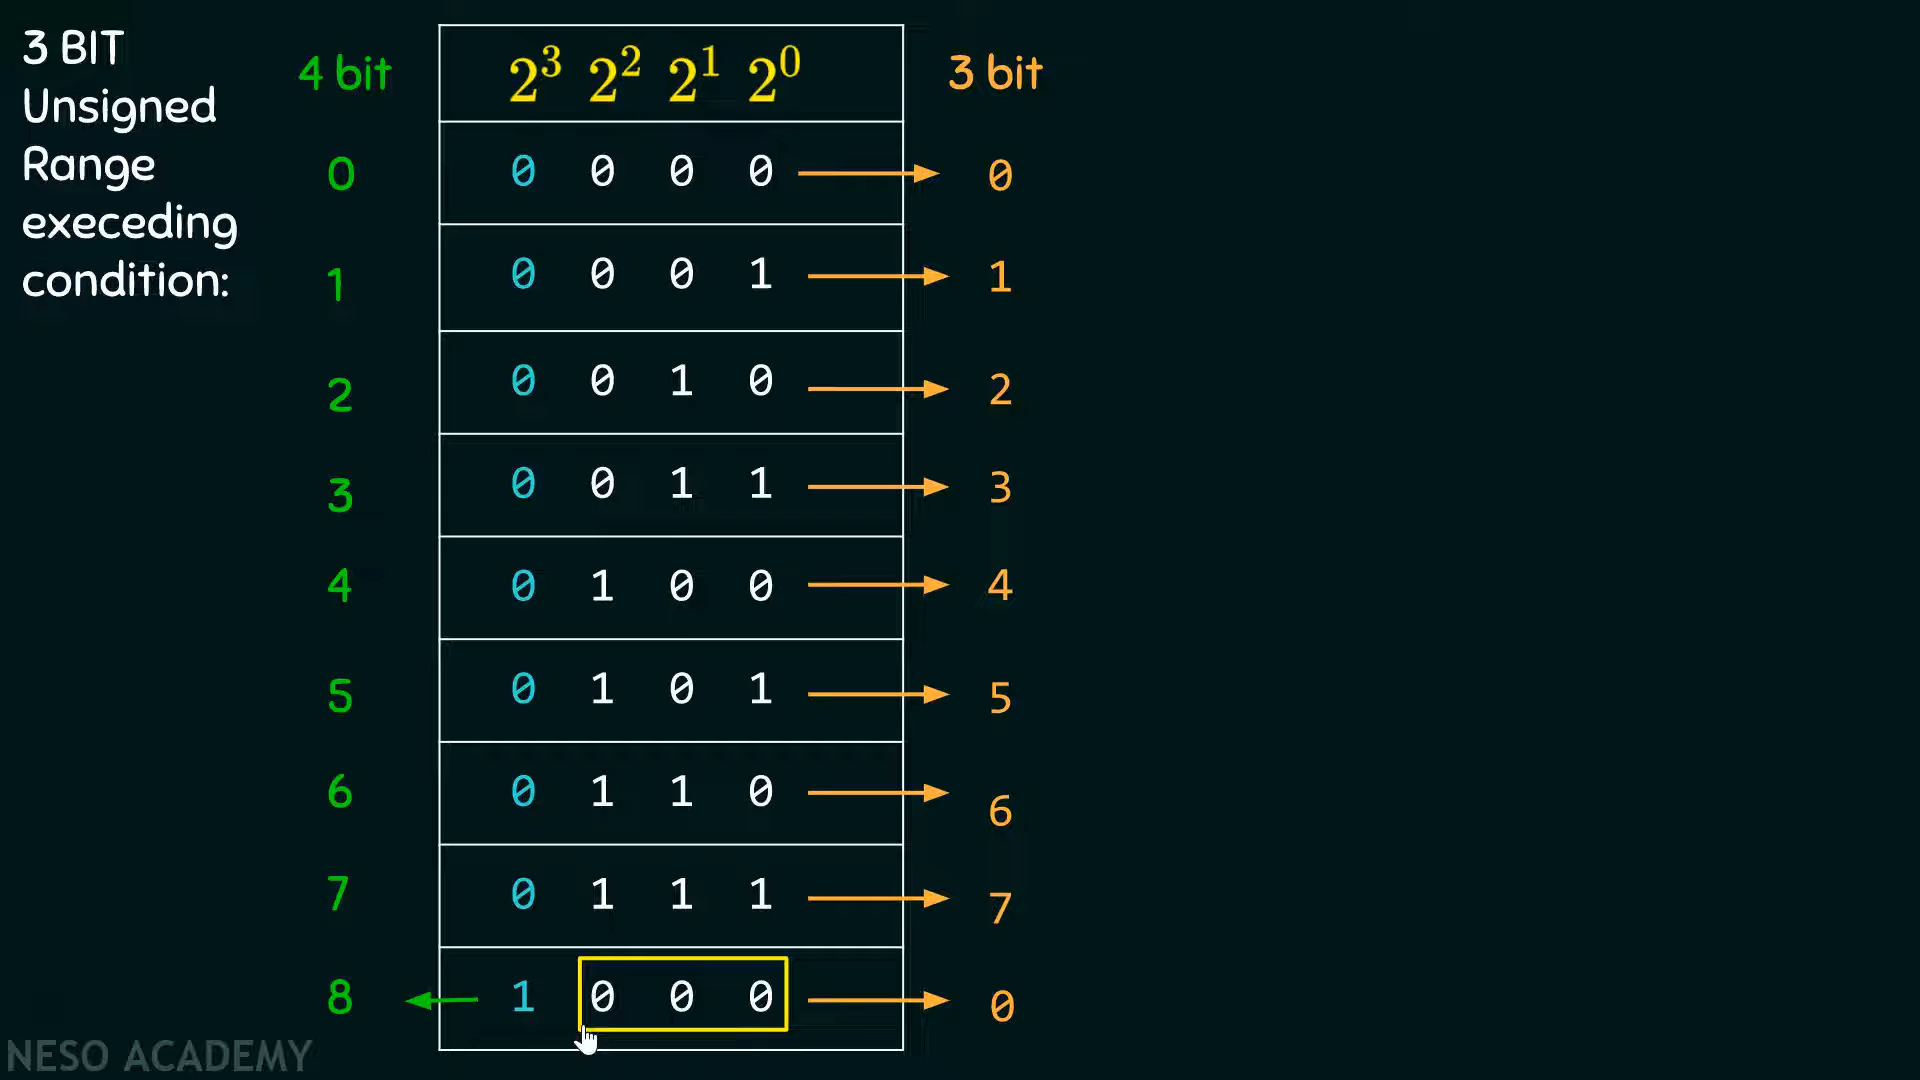 3 BIT
Unsigned
Range
execeding
condition:
4 bit 2³ 2² 2¹ 2⁰ 3 bit
0 0 0 0 0 0
1 0 0 0 1 1
2 0 0 1 0 2
3 0 0 1 1 3
4 0 1 0 0 4
5 0 1 0 1 5
6 0 1 1 0 6
7 0 1 1 1 7
8 1 0 0 0 0
NESO ACADEMY